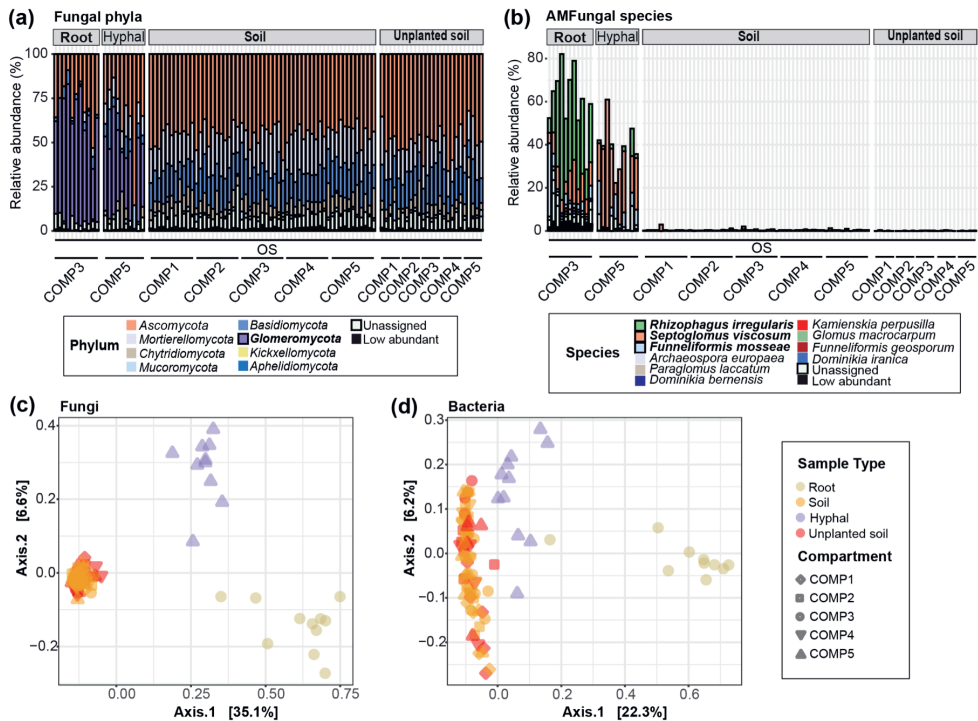 (a) Fungal phyla
Root Hyphal Soil Unplanted soil
Relative abundance (%)
100
75
50
25
0
OS
COMP3 COMP5 COMP1 COMP2 COMP3 COMP4 COMP5 COMP1 COMP2 COMP3 COMP4 COMP5
Phylum
Ascomycota Basidiomycota Unassigned
Mortierellomycota Glomeromycota Low abundant
Chytridiomycota Kickxellomycota
Mucoromycota Aphelidiomycota
(b) AMFungal species
Root Hyphal Soil Unplanted soil
Relative abundance (%)
80
60
40
20
0
OS
COMP3 COMP5 COMP1 COMP2 COMP3 COMP4 COMP5 COMP1 COMP2 COMP3 COMP4 COMP5
Species
Rhizophagus irregularis Kamienskia perpusilla
Septoglomus viscosum Glomus macrocarpum
Funneliformis mosseae Funneliformis geosporum
Archaeospora europaea Dominikia iranica
Paraglomus laccatum Unassigned
Dominikia bernensis Low abundant
(c) Fungi
Axis.2 [6.6%]
0.4
0.2
0.0
−0.2
0.00 0.25 0.50 0.75
Axis.1 [35.1%]
(d) Bacteria
Axis.2 [6.2%]
0.3
0.2
0.1
0.0
−0.1
−0.2
0.0 0.2 0.4 0.6
Axis.1 [22.3%]
Sample Type
Root
Soil
Hyphal
Unplanted soil
Compartment
COMP1
COMP2
COMP3
COMP4
COMP5